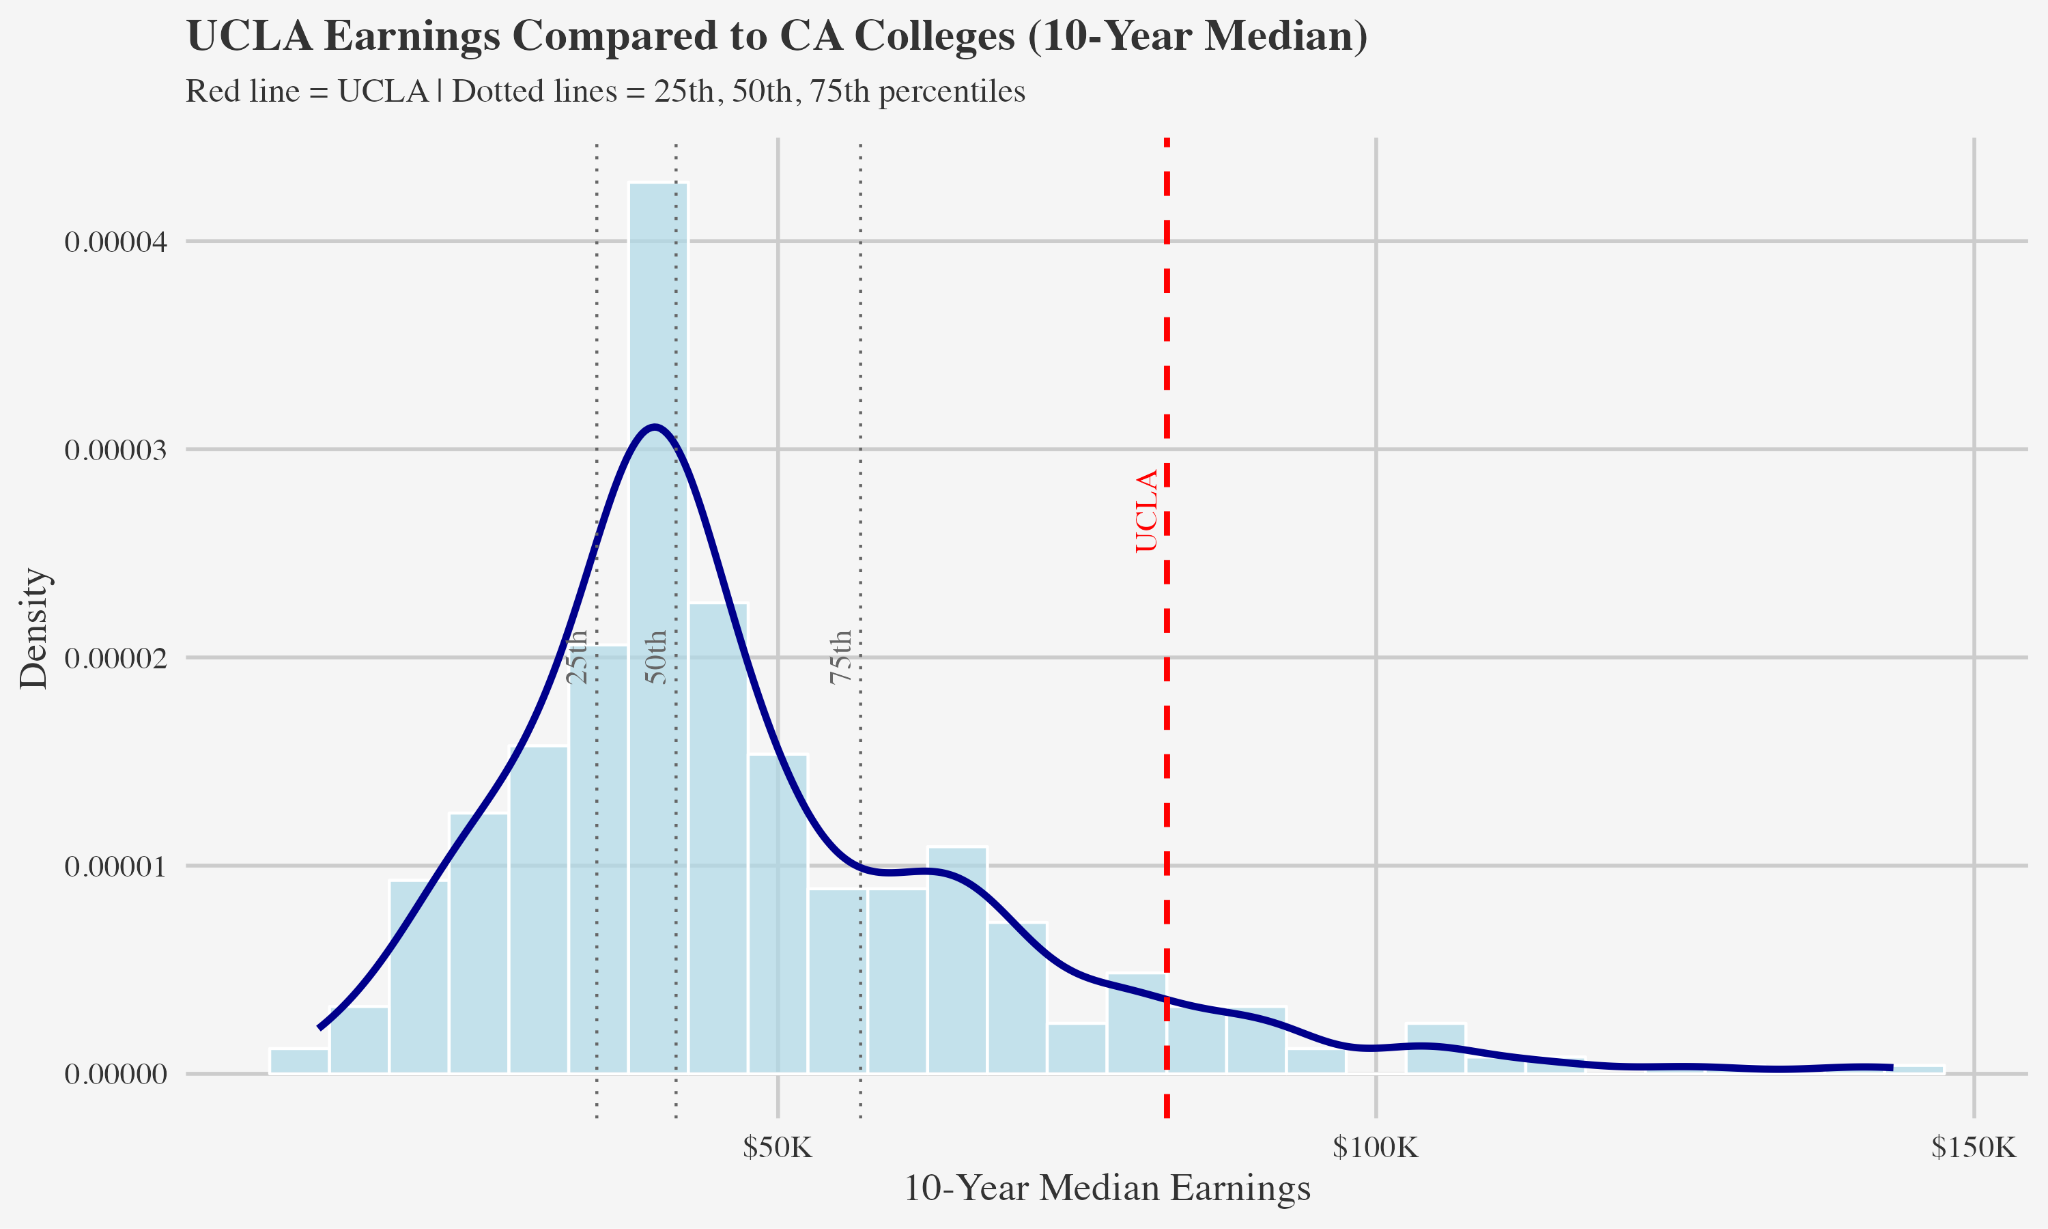 UCLA Earnings Compared to CA Colleges (10-Year Median)
Red line = UCLA | Dotted lines = 25th, 50th, 75th percentiles
0.00004
0.00003
0.00002
0.00001
0.00000
Density
25th
50th
75th
UCLA
$50K
$100K
$150K
10-Year Median Earnings